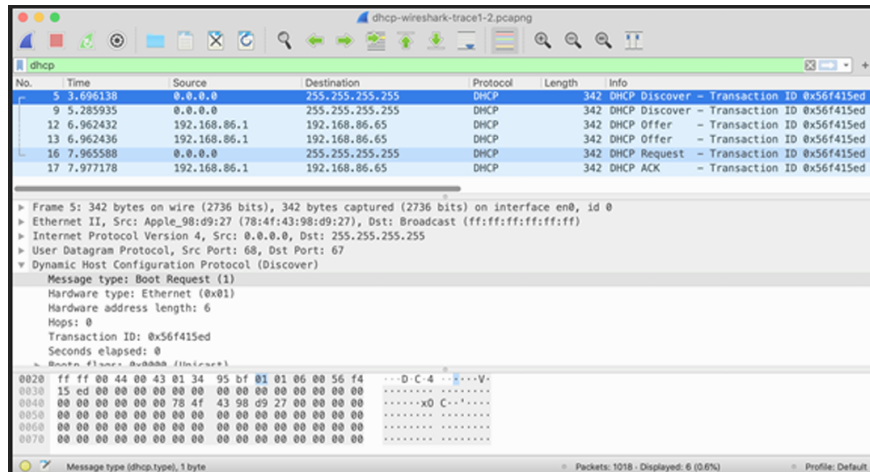 dhcp-wireshark-trace1-2.pcapng
dhcp
No. Time Source Destination Protocol Length Info
5 3.696138 0.0.0.0 255.255.255.255 DHCP 342 DHCP Discover - Transaction ID 0x56f415ed
9 5.285935 0.0.0.0 255.255.255.255 DHCP 342 DHCP Discover - Transaction ID 0x56f415ed
12 6.962432 192.168.86.1 192.168.86.65 DHCP 342 DHCP Offer - Transaction ID 0x56f415ed
13 6.962436 192.168.86.1 192.168.86.65 DHCP 342 DHCP Offer - Transaction ID 0x56f415ed
16 7.965588 0.0.0.0 255.255.255.255 DHCP 342 DHCP Request - Transaction ID 0x56f415ed
17 7.977178 192.168.86.1 192.168.86.65 DHCP 342 DHCP ACK - Transaction ID 0x56f415ed
Frame 5: 342 bytes on wire (2736 bits), 342 bytes captured (2736 bits) on interface en0, id 0
Ethernet II, Src: Apple_98:d9:27 (78:4f:43:98:d9:27), Dst: Broadcast (ff:ff:ff:ff:ff:ff)
Internet Protocol Version 4, Src: 0.0.0.0, Dst: 255.255.255.255
User Datagram Protocol, Src Port: 68, Dst Port: 67
Dynamic Host Configuration Protocol (Discover)
Message type: Boot Request (1)
Hardware type: Ethernet (0x01)
Hardware address length: 6
Hops: 0
Transaction ID: 0x56f415ed
Seconds elapsed: 0
Bootp flags: 0x0000 (Unicast)
0020 ff ff 00 44 00 43 01 34 95 bf 01 01 06 00 56 f4 ···D·C·4 ······V·
0030 15 ed 00 00 00 00 00 00 00 00 00 00 00 00 00 00 ········ ········
0040 00 00 00 00 78 4f 43 98 d9 27 00 00 00 00 00 00 ····xO C··'····
0050 00 00 00 00 00 00 00 00 00 00 00 00 00 00 00 00 ········ ········
0060 00 00 00 00 00 00 00 00 00 00 00 00 00 00 00 00 ········ ········
0070 00 00 00 00 00 00 00 00 00 00 00 00 00 00 00 00 ········ ········
Message type (dhcp.type), 1 byte Packets: 1018 · Displayed: 6 (0.6%) Profile: Default